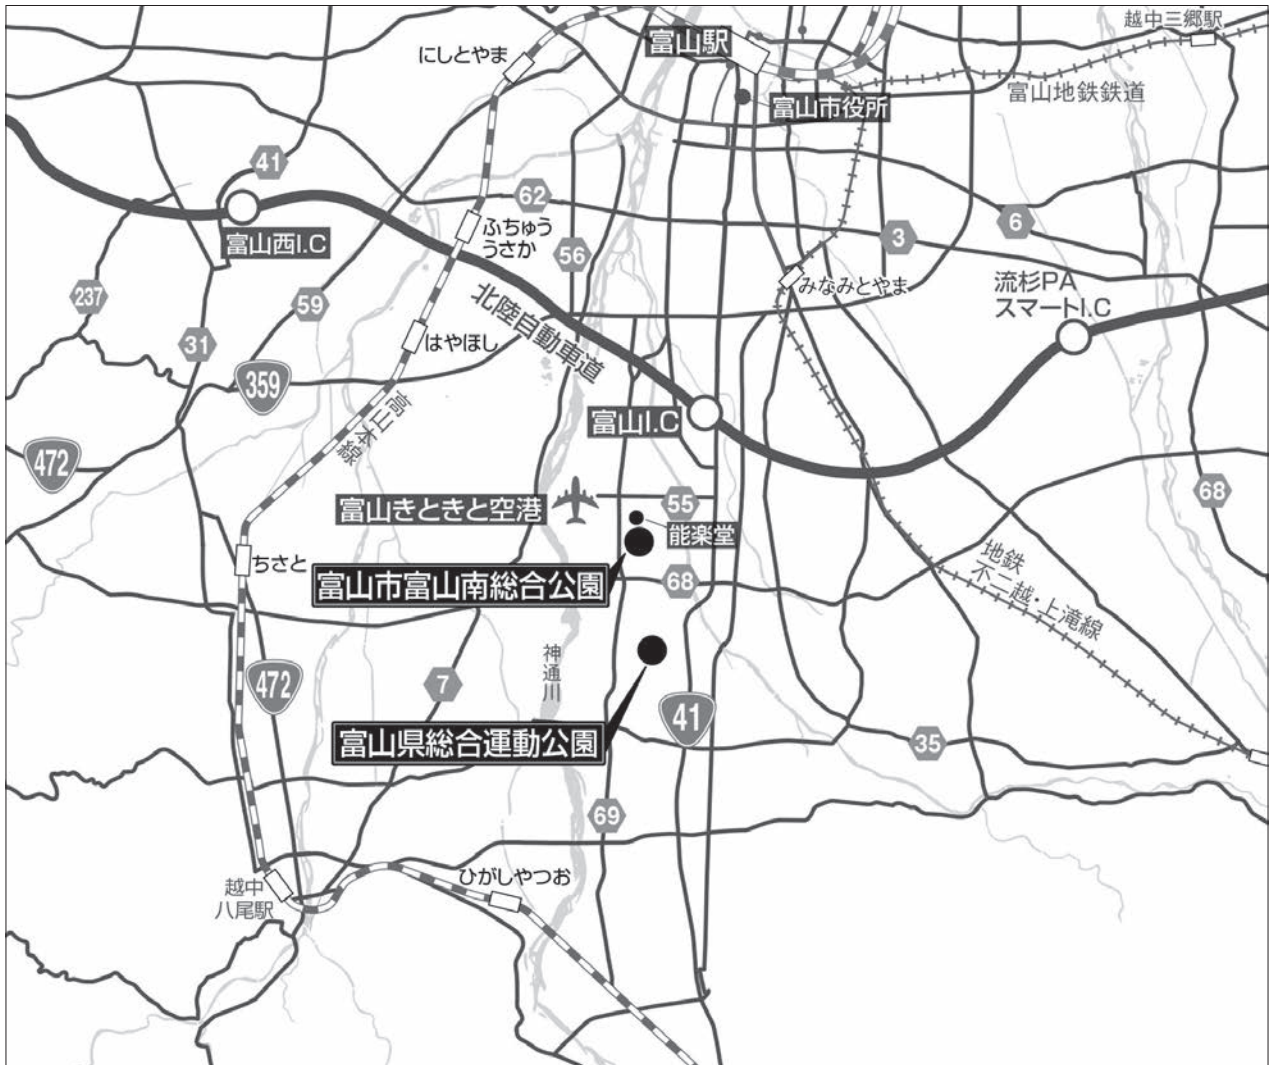 越中三郷駅
富山駅
にしとやま
富山地鉄鉄道
富山市役所
41
62
6
ふちゅう
うさか
3
富山西I.C
56
流杉PA
スマートI.C
みなみとやま
237
59
北陸自動車道
31
はやほし
359
高山本線
富山I.C
472
68
富山きときと空港
55
能楽堂
地鉄
不二越・上滝線
ちさと
富山市富山南総合公園
68
神通川
472
7
41
富山県総合運動公園
35
69
越中
八尾駅
ひがしやつお